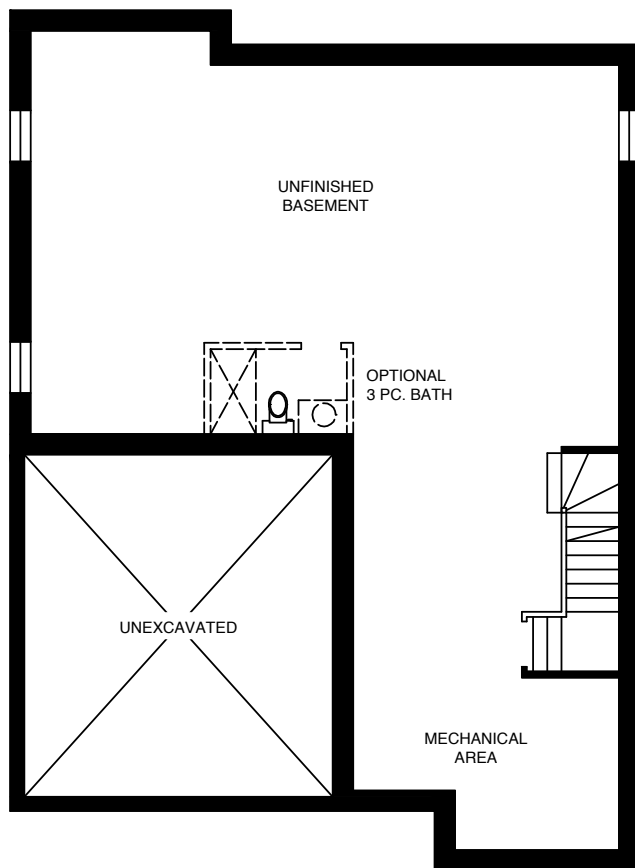 UNFINISHED
BASEMENT
OPTIONAL
3 PC. BATH
UNEXCAVATED
MECHANICAL
AREA